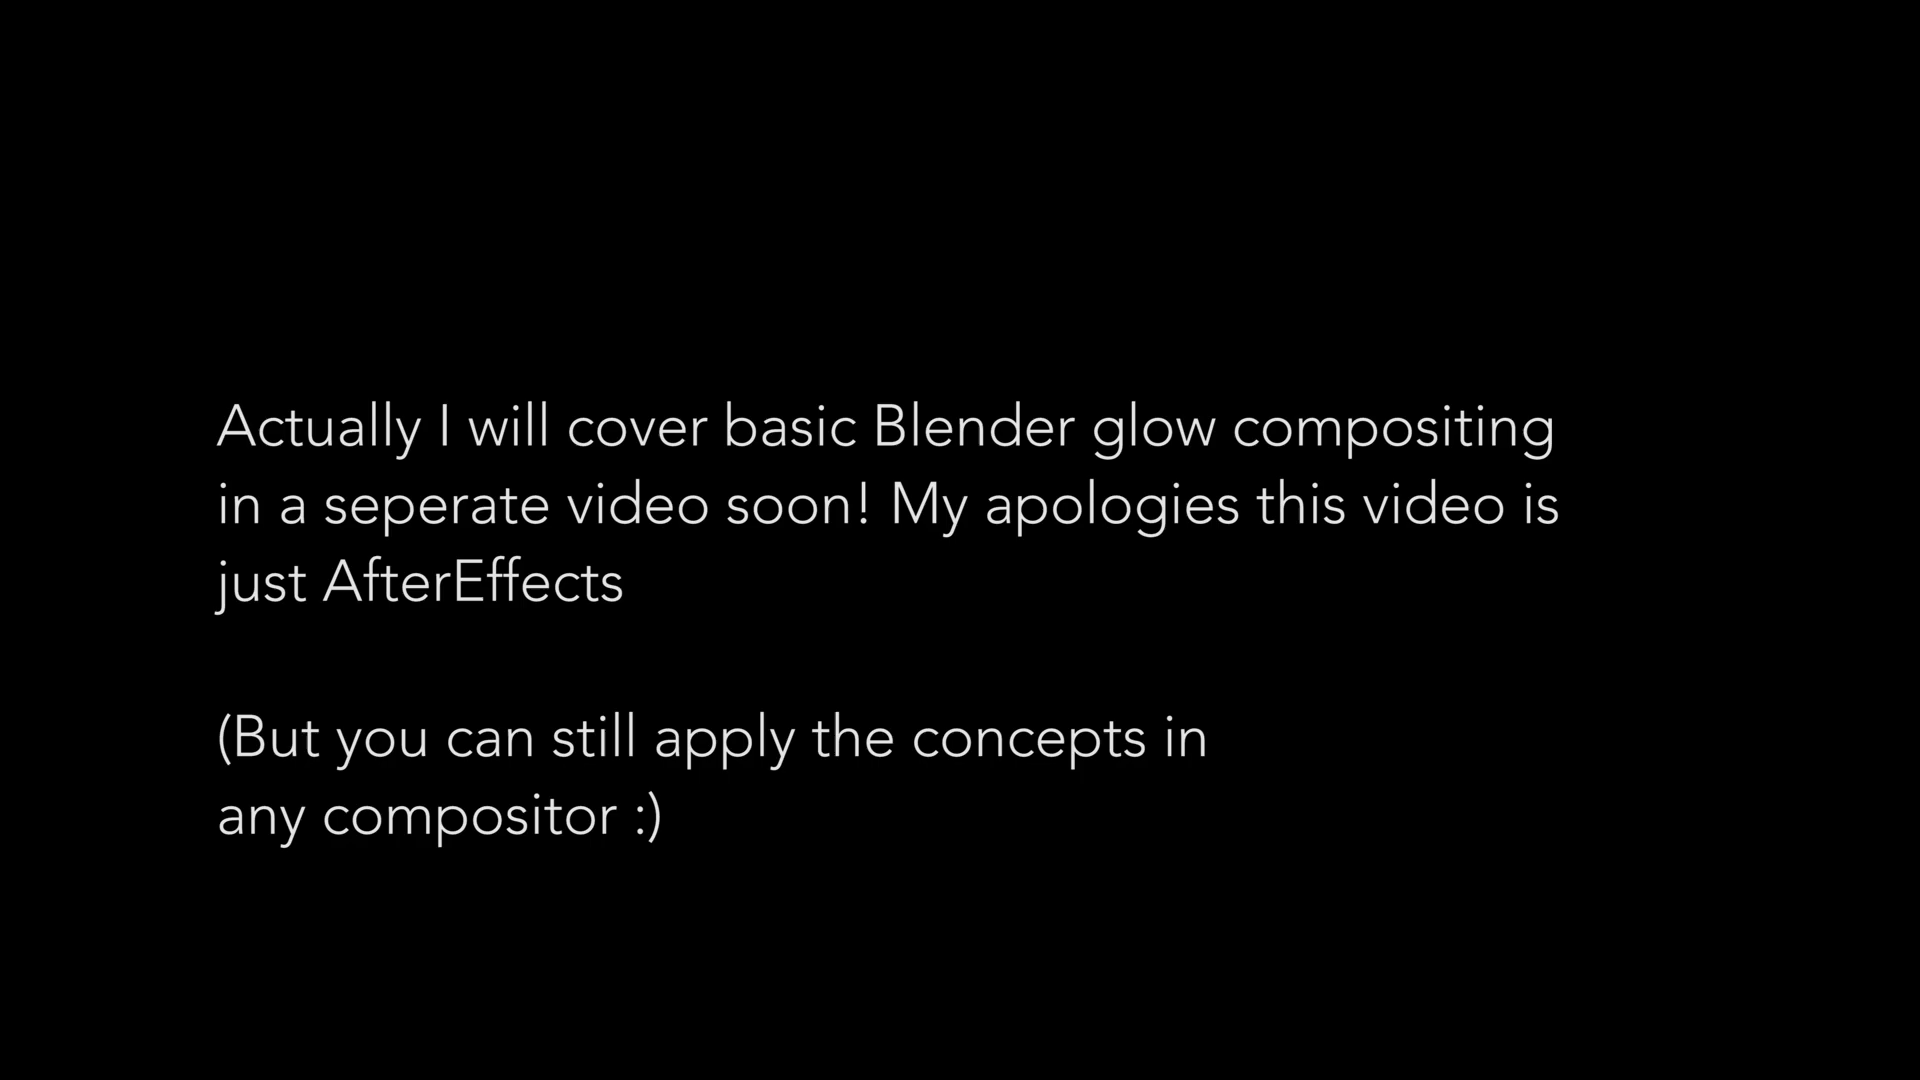 Actually I will cover basic Blender glow compositing
in a seperate video soon! My apologies this video is
just AfterEffects
(But you can still apply the concepts in
any compositor :)